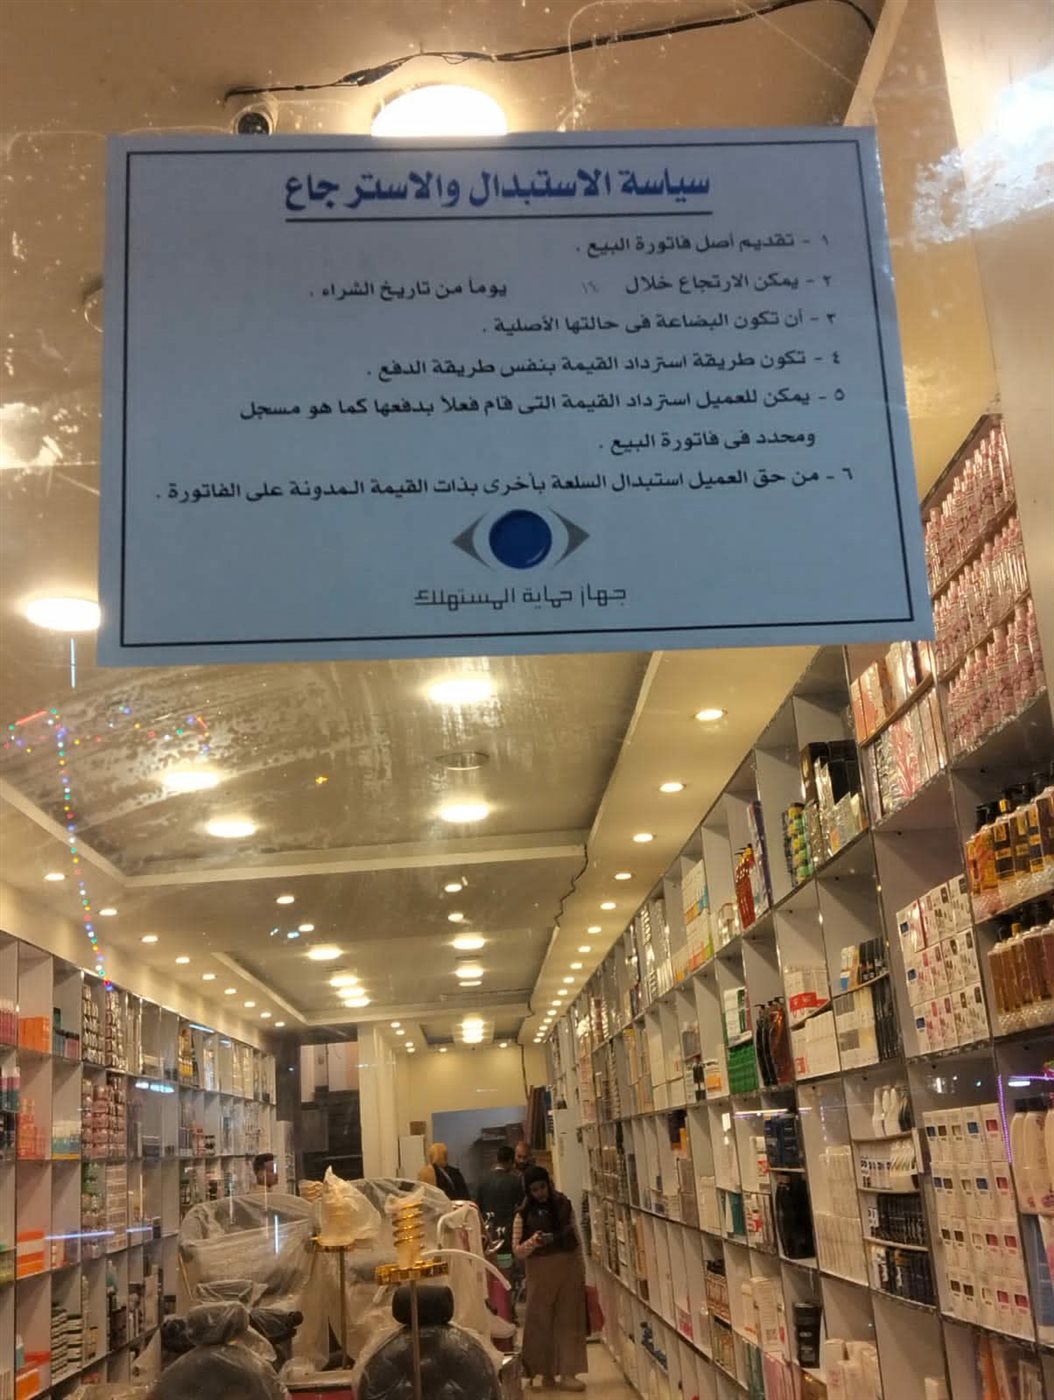 سياسة الاستبدال والاسترجاع
١ - تقديم أصل فاتورة البيع .
٢ - يمكن الارتجاع خلال ١٤ يوماً من تاريخ الشراء .
٣ - أن تكون البضاعة فى حالتها الأصلية .
٤ - تكون طريقة استرداد القيمة بنفس طريقة الدفع .
٥ - يمكن للعميل استرداد القيمة التى قام فعلاً بدفعها كما هو مسجل
ومحدد فى فاتورة البيع .
٦ - من حق العميل استبدال السلعة بأخرى بذات القيمة المدونة على الفاتورة .
جهاز حماية المستهلك